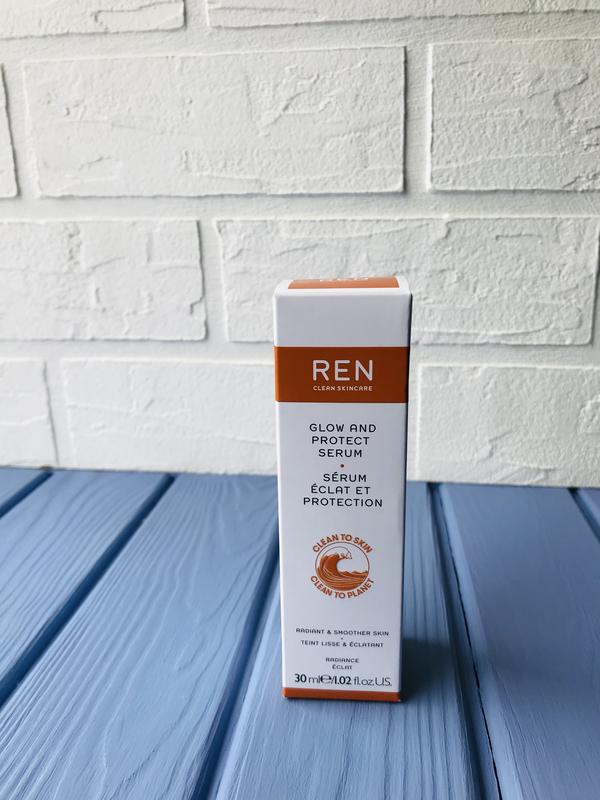 REN
CLEAN SKINCARE
GLOW AND
PROTECT
SERUM
SÉRUM
ÉCLAT ET
PROTECTION
CLEAN TO SKIN
CLEAN TO PLANET
RADIANT & SMOOTHER SKIN
TEINT LISSE & ÉCLATANT
RADIANCE
ÉCLAT
30 ml℮/1.02 fl.oz.US.